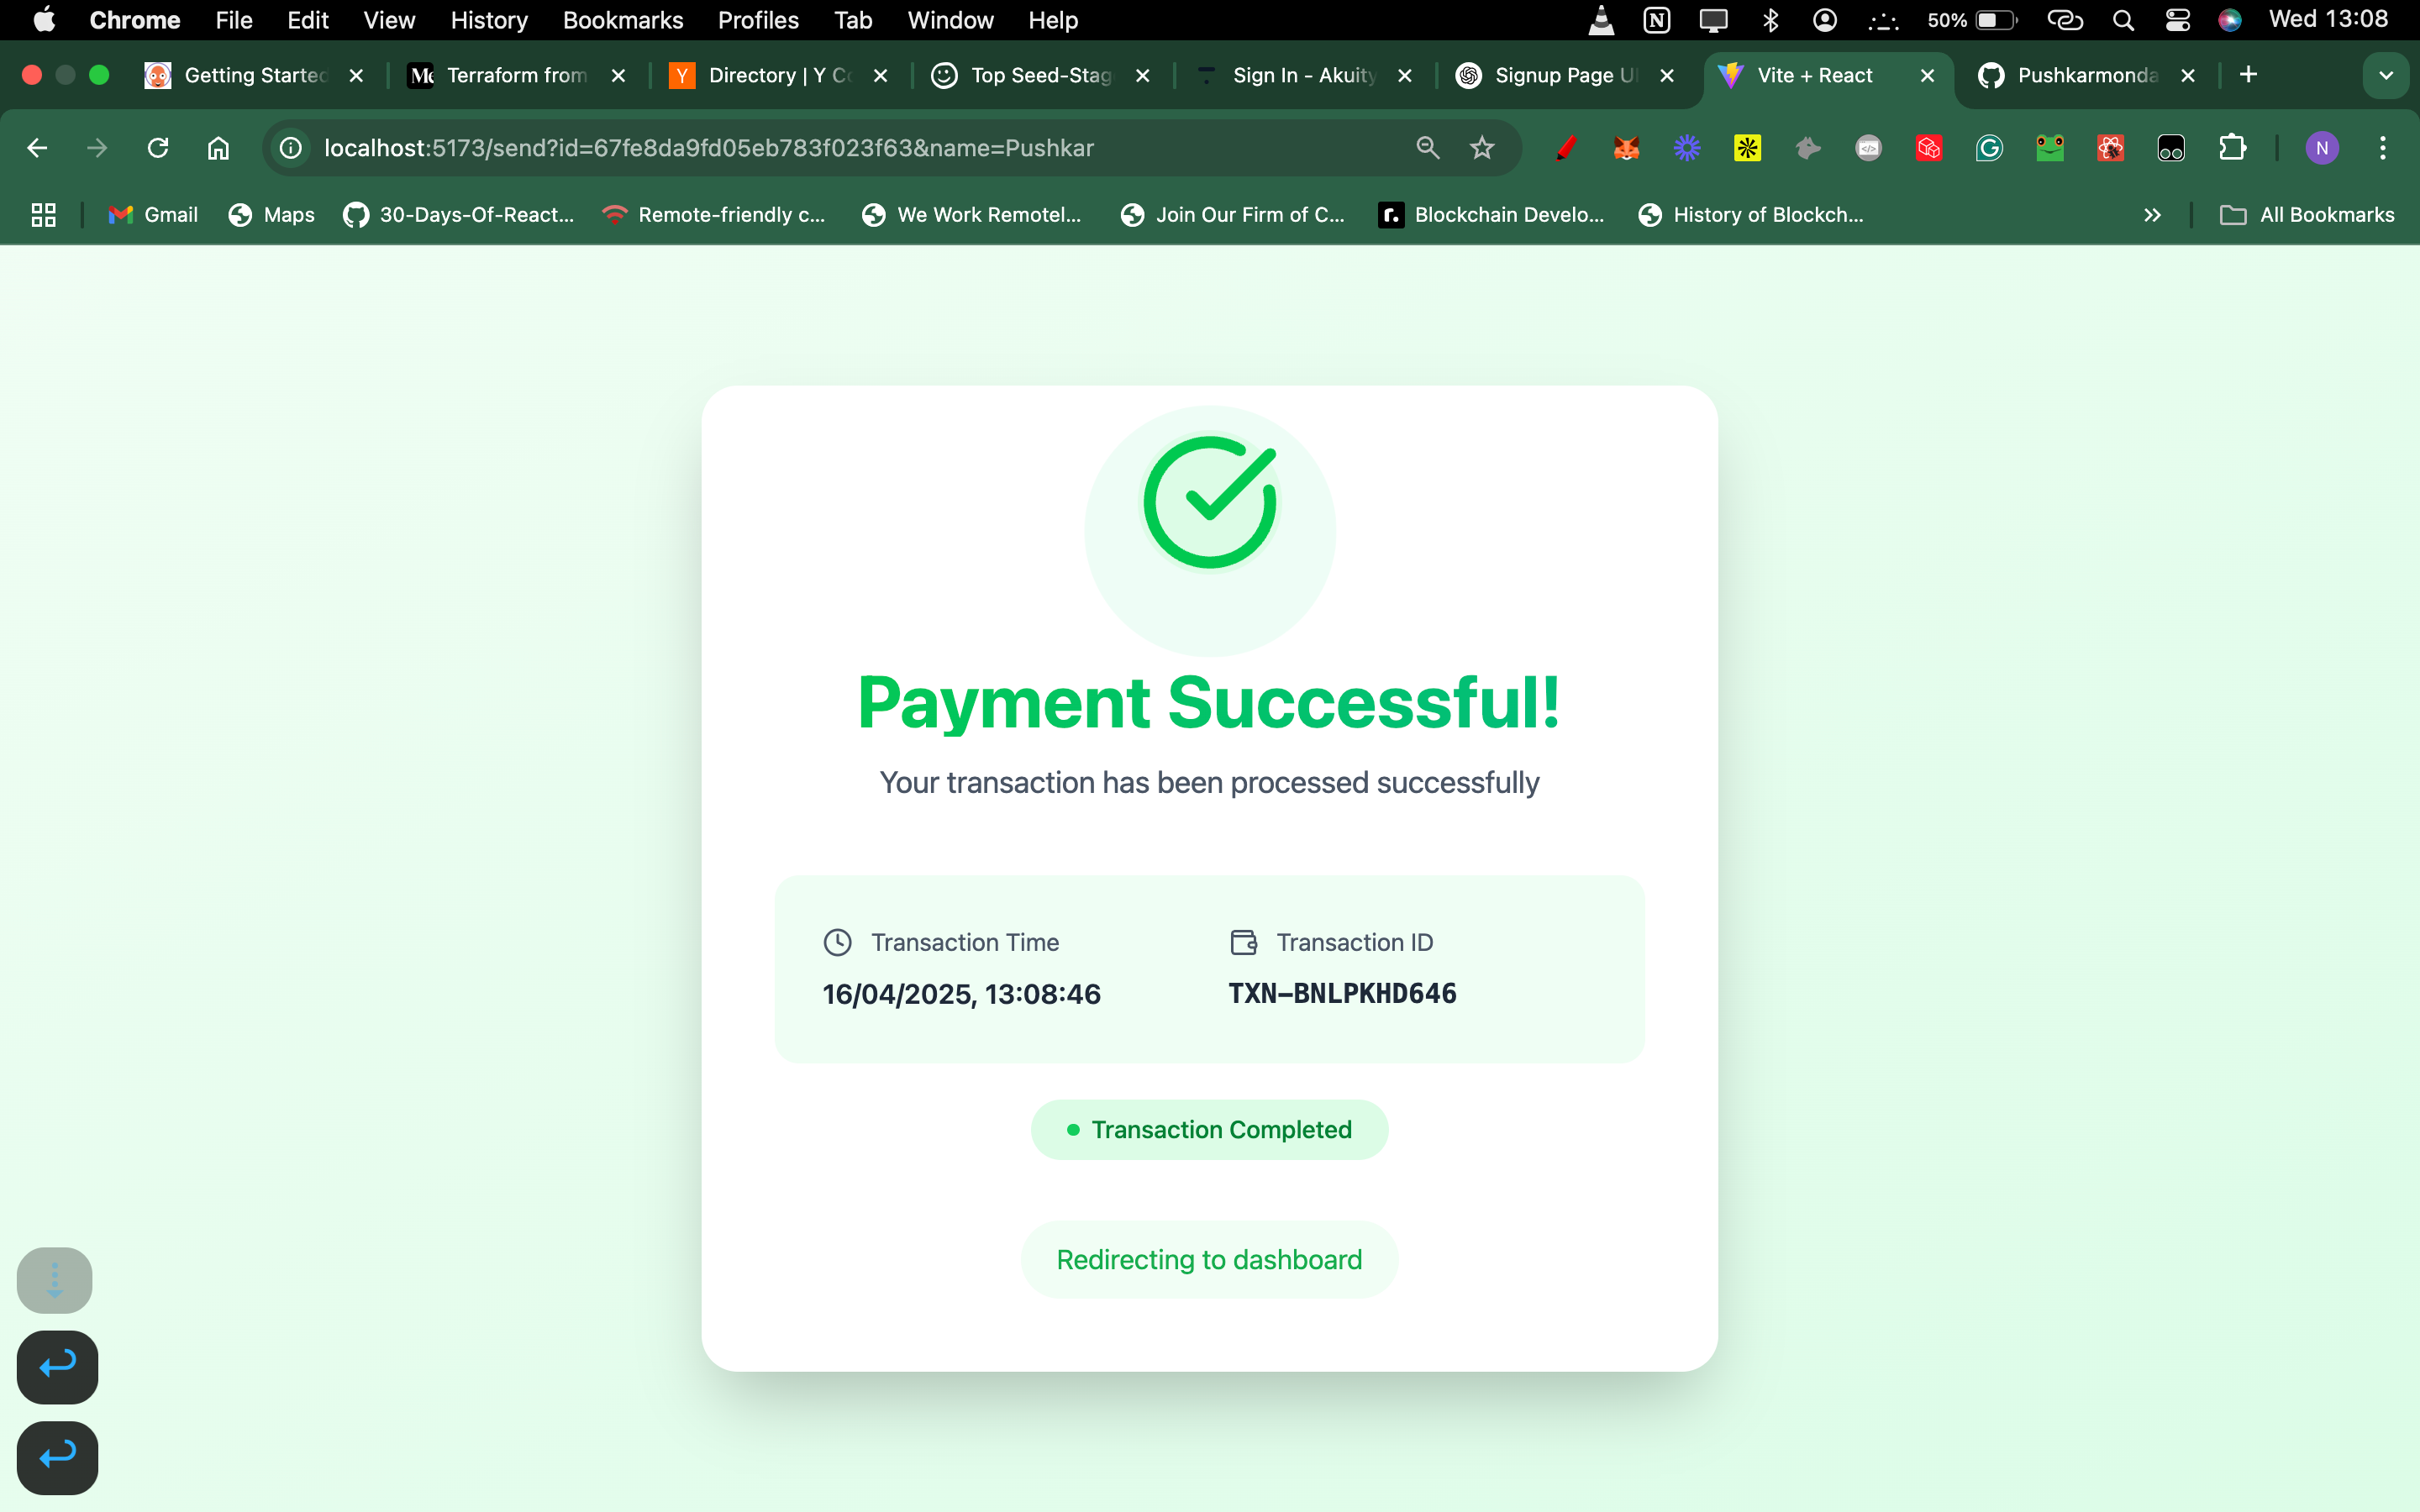 Chrome File Edit View History Bookmarks Profiles Tab Window Help 50% Wed 13:08
Getting Started Terraform from Directory | Y Co Top Seed-Stag Sign In - Akuity Signup Page UI Vite + React Pushkarmonda
localhost:5173/send?id=67fe8da9fd05eb783f023f63&name=Pushkar N
Gmail Maps 30-Days-Of-React... Remote-friendly c... We Work Remotel... Join Our Firm of C... Blockchain Develo... History of Blockch... » All Bookmarks
Payment Successful!
Your transaction has been processed successfully
Transaction Time Transaction ID
16/04/2025, 13:08:46 TXN-BNLPKHD646
Transaction Completed
Redirecting to dashboard